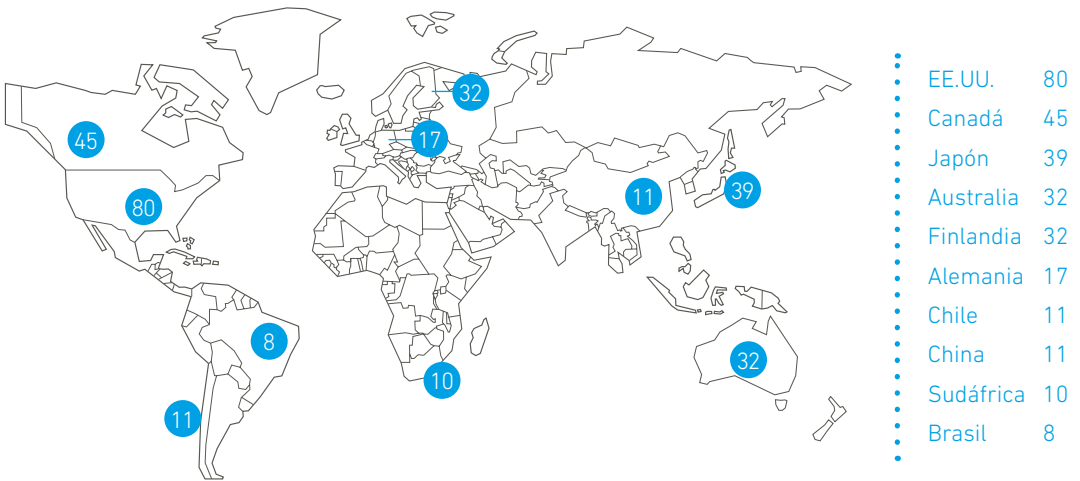 32
45
17
80
11
39
8
32
10
11
EE.UU. 80
Canadá 45
Japón 39
Australia 32
Finlandia 32
Alemania 17
Chile 11
China 11
Sudáfrica 10
Brasil 8